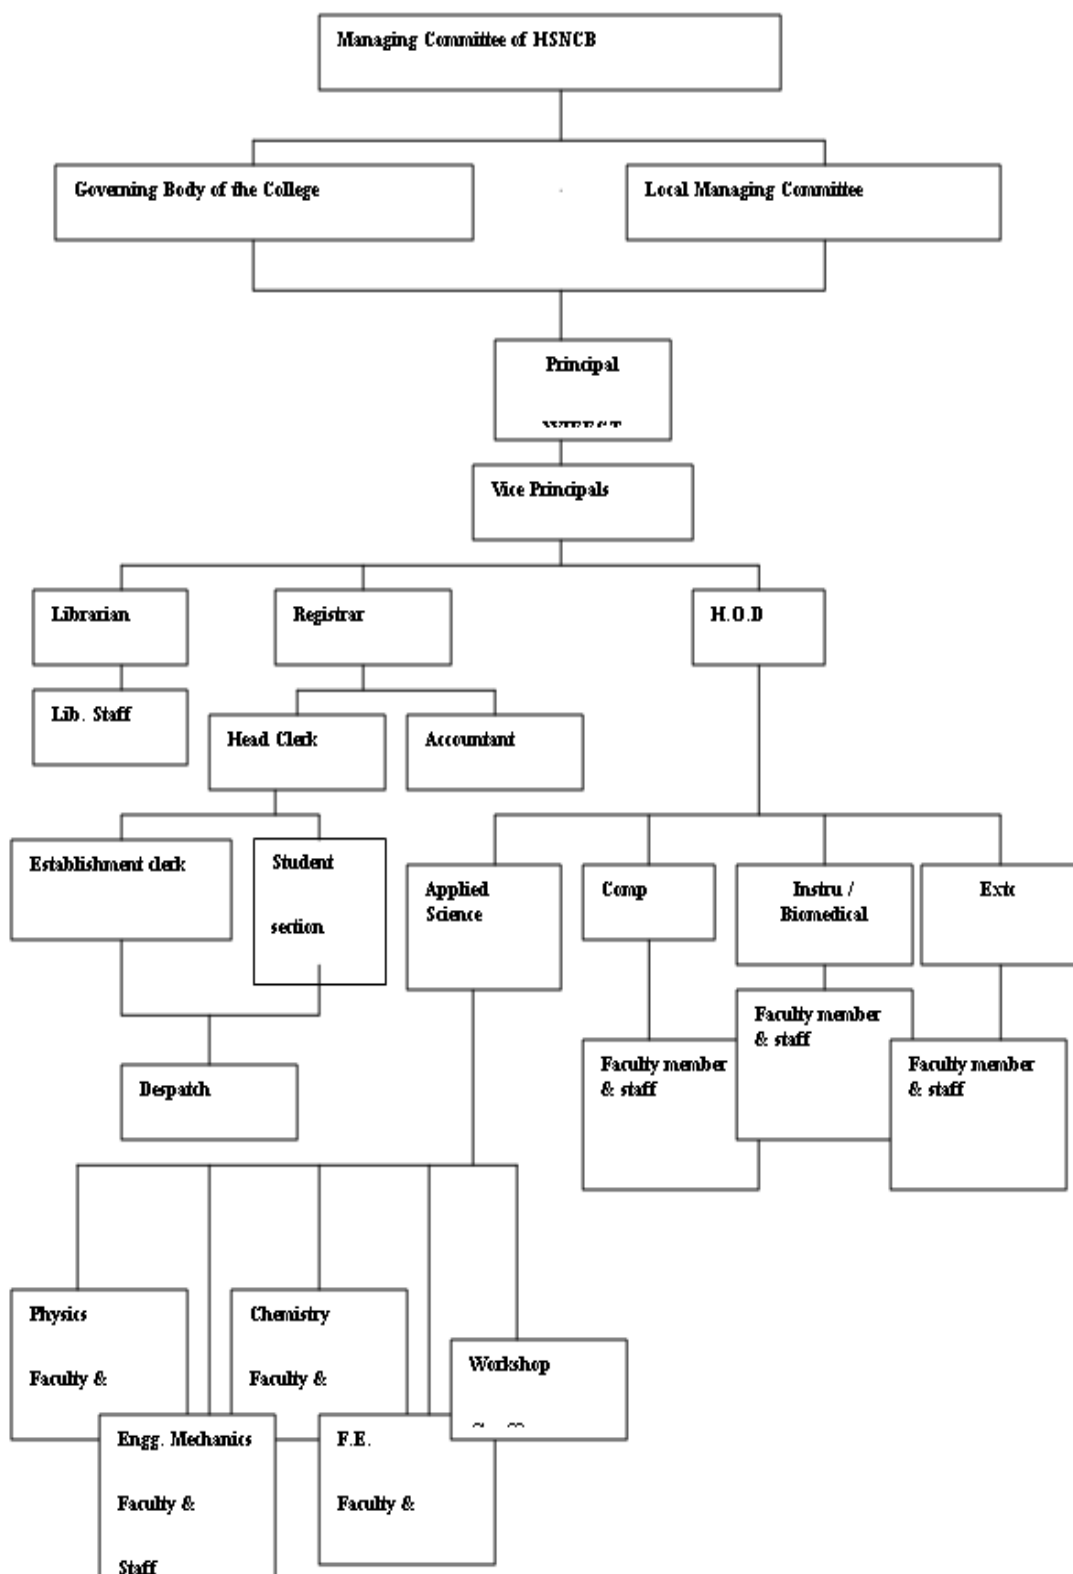 Managing Committee of HSNCB
Governing Body of the College
Local Managing Committee
Principal
Vice Principals
Librarian
Registrar
H.O.D
Lib. Staff
Head Clerk
Accountant
Establishment clerk
Student
section
Applied
Science
Comp
Instru /
Biomedical
Extc
Faculty member
& staff
Faculty member
& staff
Faculty member
& staff
Despatch
Physics
Faculty &
Chemistry
Faculty &
Workshop
Engg. Mechanics
Faculty &
Staff
F.E.
Faculty &